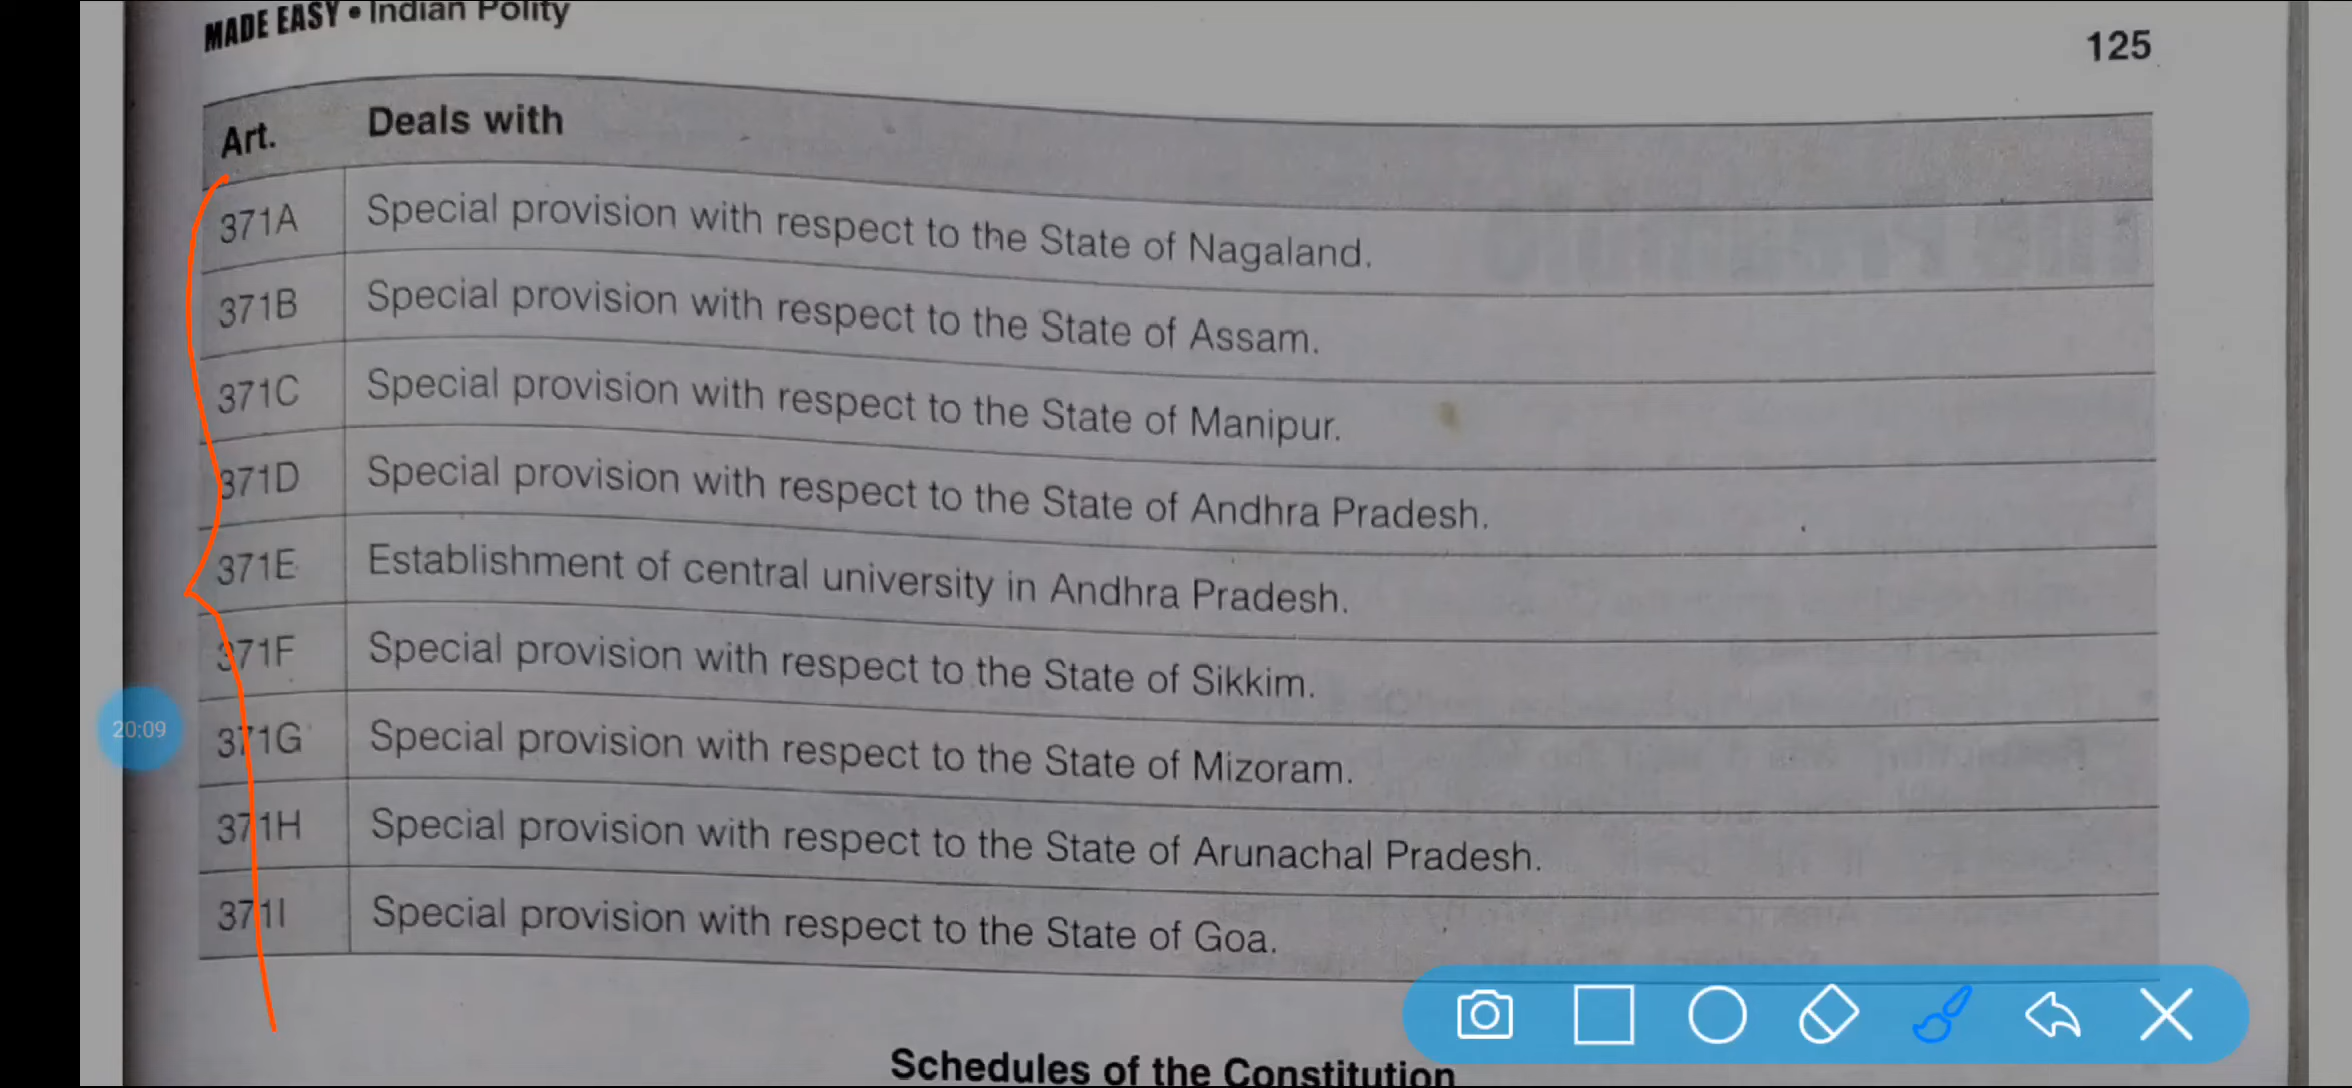 MADE EASY • Indian Polity
125
Art. Deals with
371A Special provision with respect to the State of Nagaland.
371B Special provision with respect to the State of Assam.
371C Special provision with respect to the State of Manipur.
371D Special provision with respect to the State of Andhra Pradesh.
371E Establishment of central university in Andhra Pradesh.
371F Special provision with respect to the State of Sikkim.
371G Special provision with respect to the State of Mizoram.
371H Special provision with respect to the State of Arunachal Pradesh.
371I Special provision with respect to the State of Goa.
20:09
Schedules of the Constitution